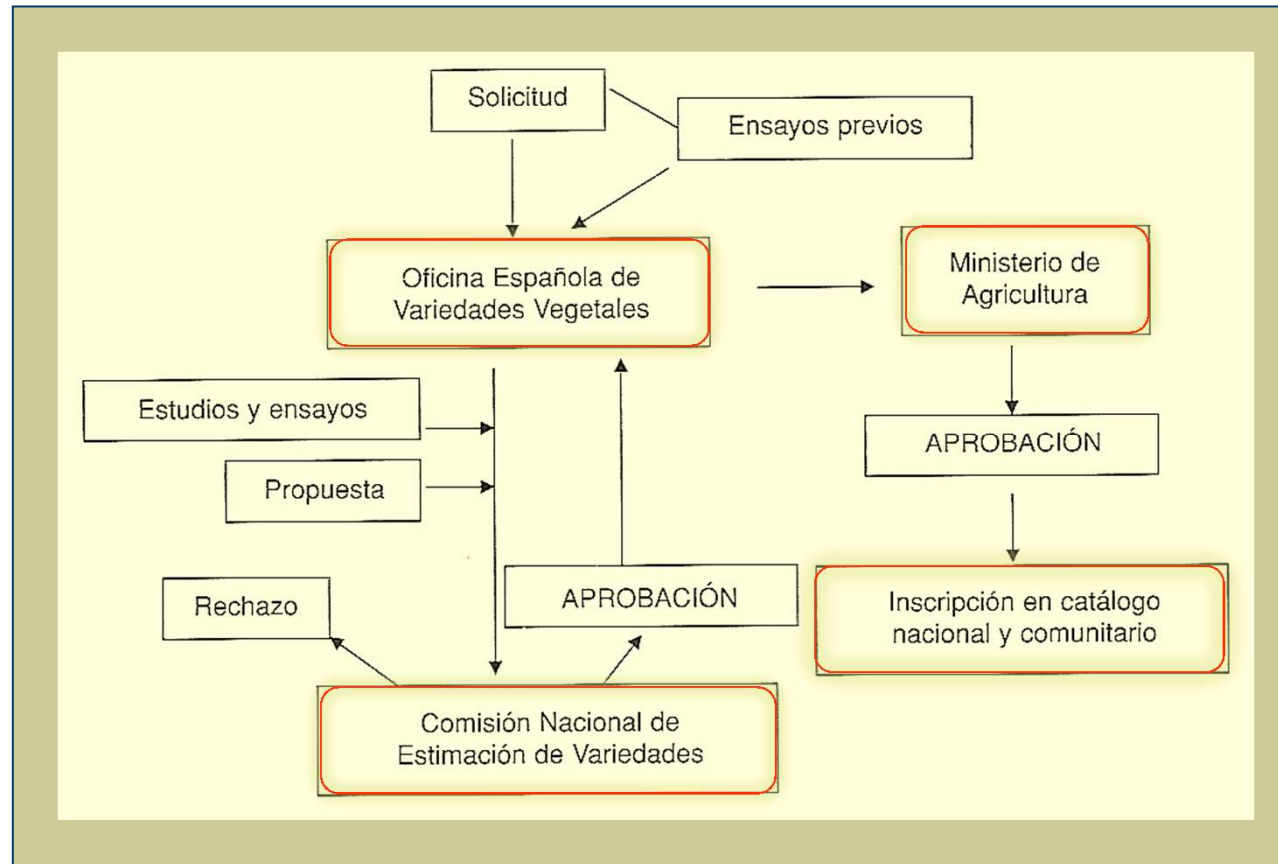 Solicitud
Ensayos previos
Oficina Española de
Variedades Vegetales
Ministerio de
Agricultura
Estudios y ensayos
APROBACIÓN
Propuesta
Rechazo
APROBACIÓN
Inscripción en catálogo
nacional y comunitario
Comisión Nacional de
Estimación de Variedades